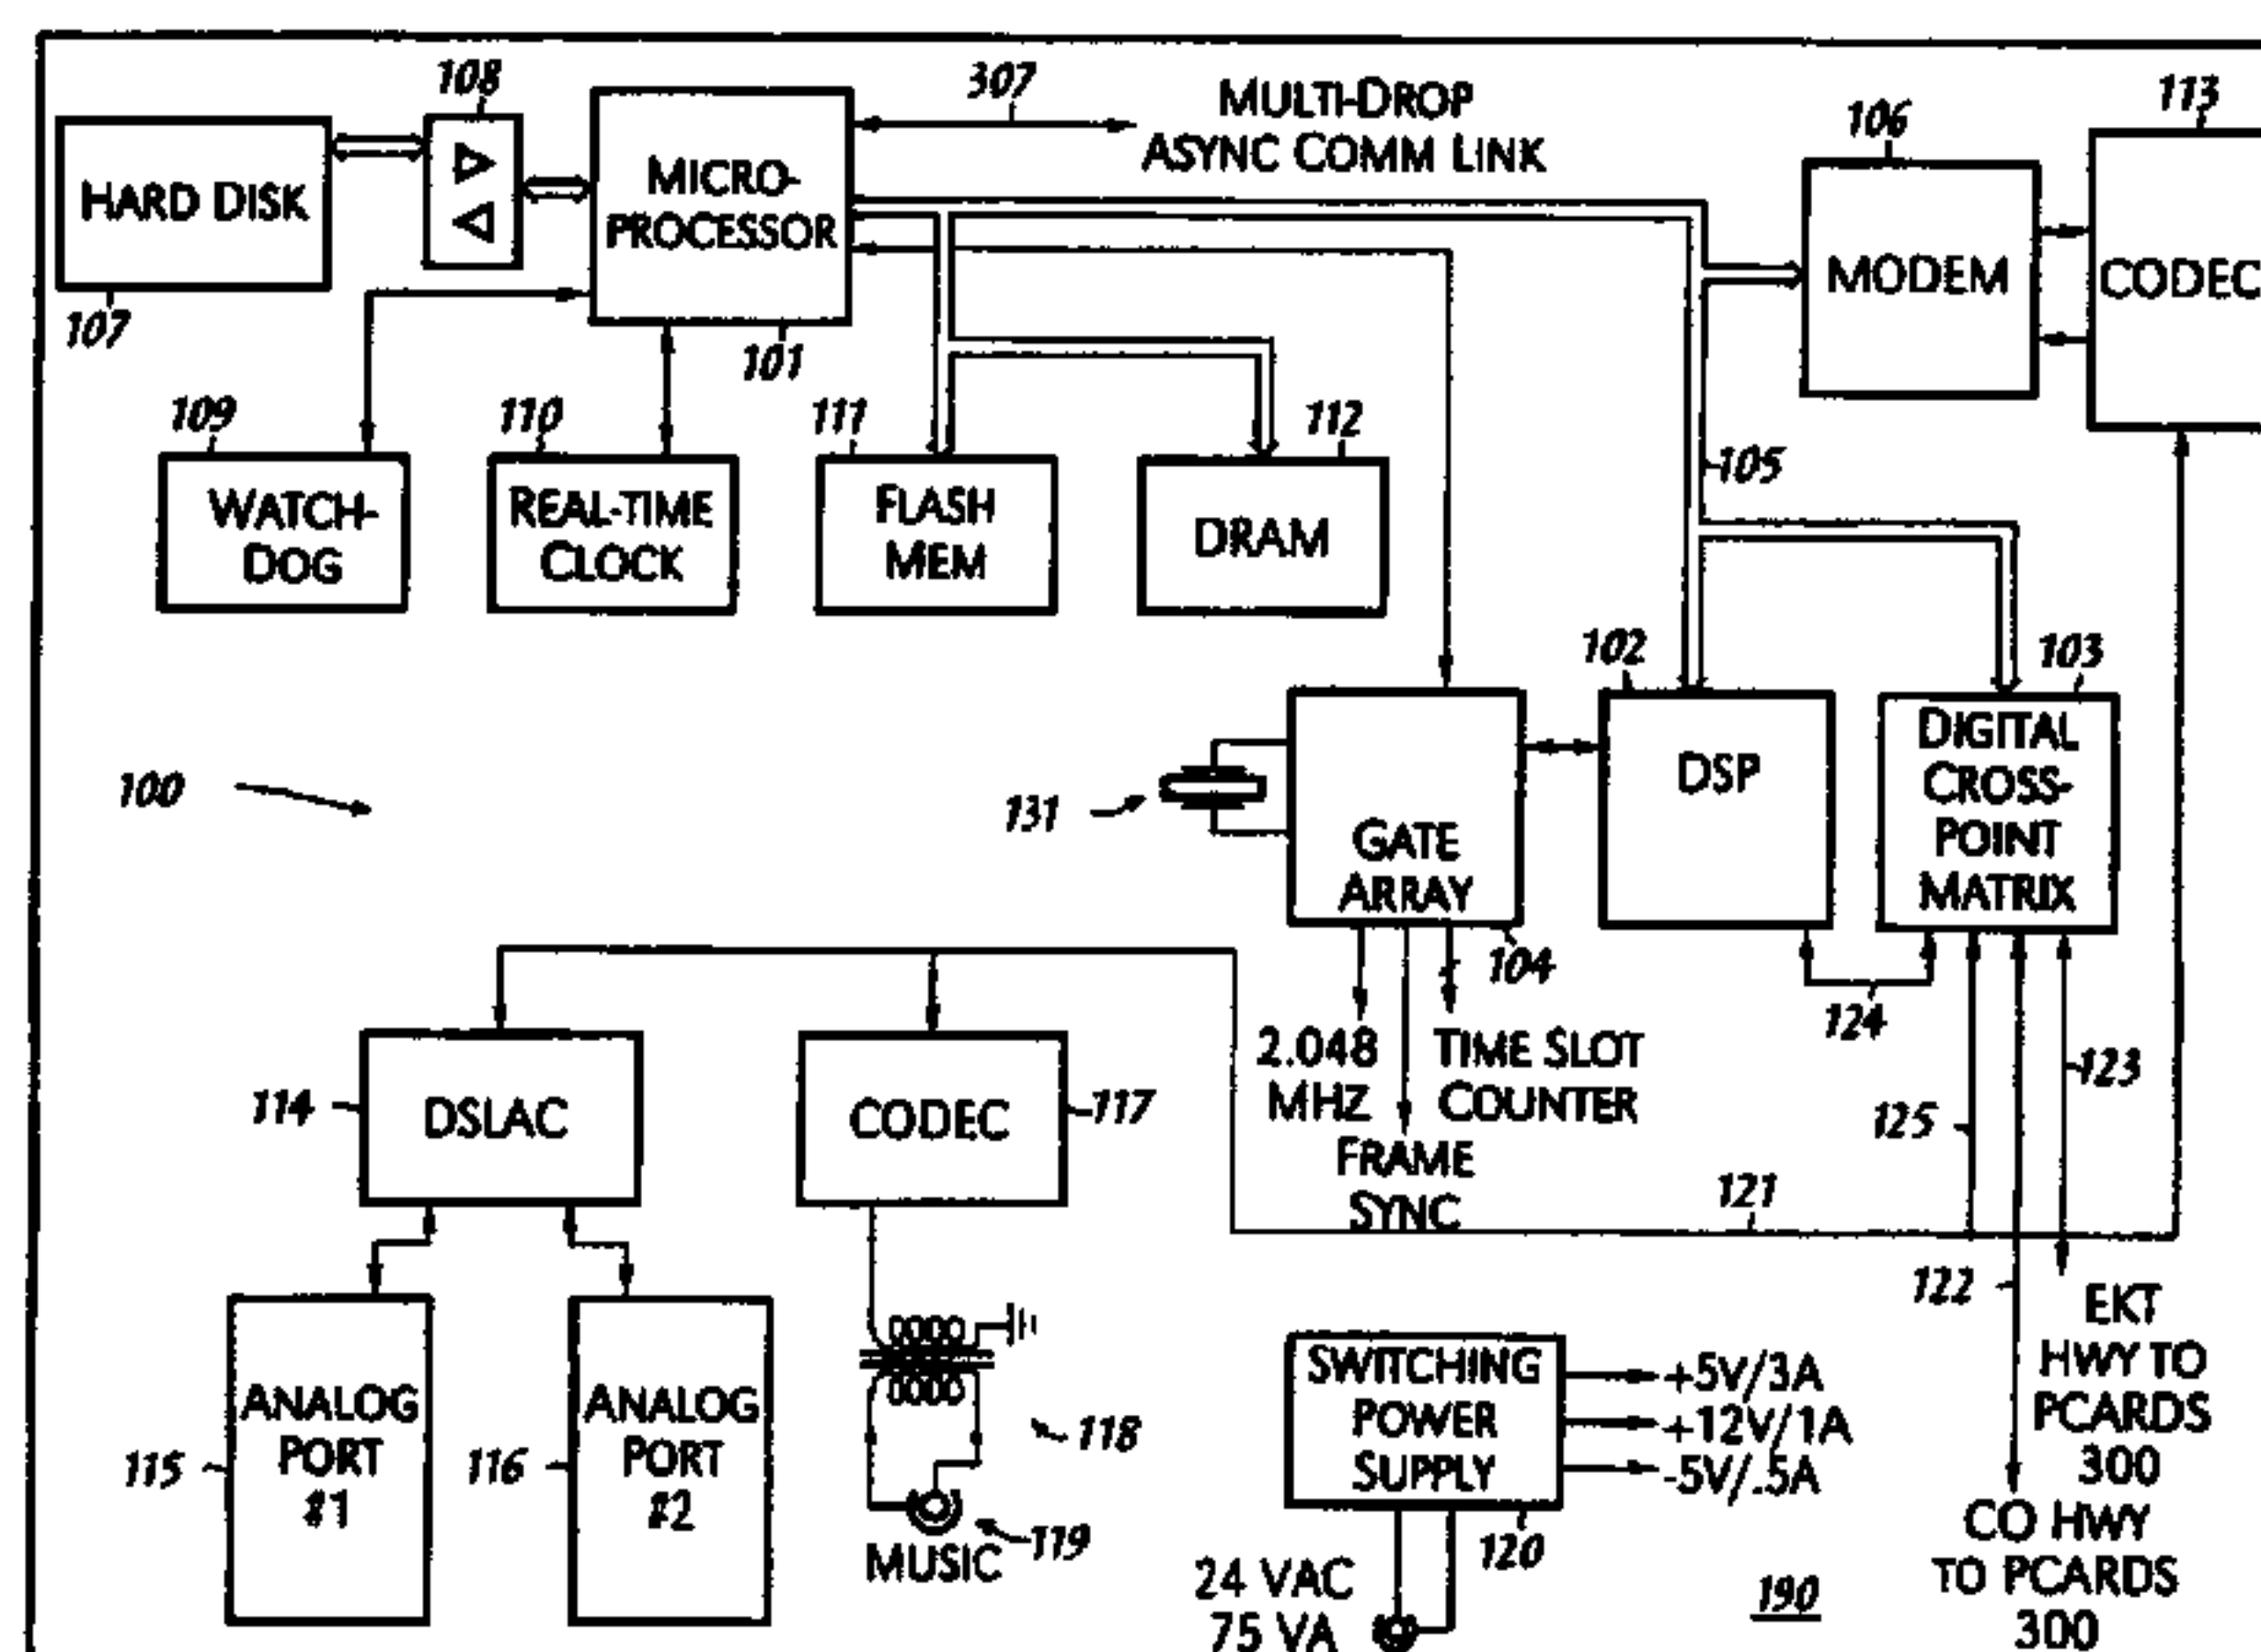 108
307
MULTI-DROP
ASYNC COMM LINK
106
113
HARD DISK
MICRO-
PROCESSOR
MODEM
CODEC
107
101
109
110
111
112
105
WATCH-
DOG
REAL-TIME
CLOCK
FLASH
MEM
DRAM
102
103
100
131
GATE
ARRAY
DSP
DIGITAL
CROSS-
POINT
MATRIX
104
124
2.048
MHZ
TIME SLOT
COUNTER
FRAME
SYNC
123
125
114
DSLAC
CODEC
117
121
122
EKT
HWY TO
PCARDS
300
SWITCHING
POWER
SUPPLY
+5V/3A
+12V/1A
-5V/.5A
115
ANALOG
PORT
#1
116
ANALOG
PORT
#2
118
119
MUSIC
120
24 VAC
75 VA
190
CO HWY
TO PCARDS
300